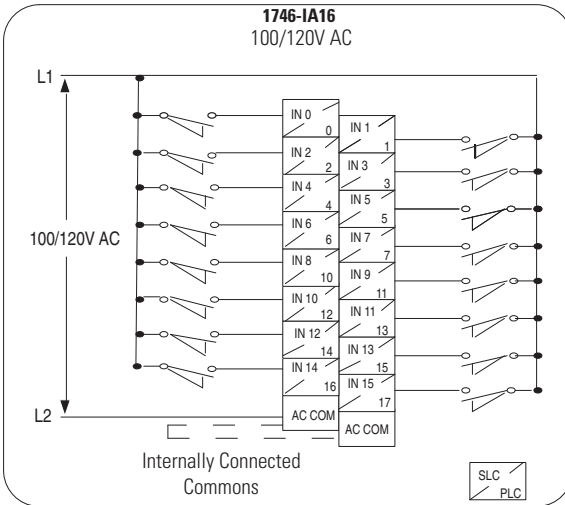 1746-IA16
100/120V AC
L1
IN 0
0
IN 1
1
IN 2
2
IN 3
3
IN 4
4
IN 5
5
IN 6
6
IN 7
7
100/120V AC
IN 8
10
IN 9
11
IN 10
12
IN 11
13
IN 12
14
IN 13
15
IN 14
16
IN 15
17
L2
AC COM
AC COM
Internally Connected
Commons
SLC
PLC